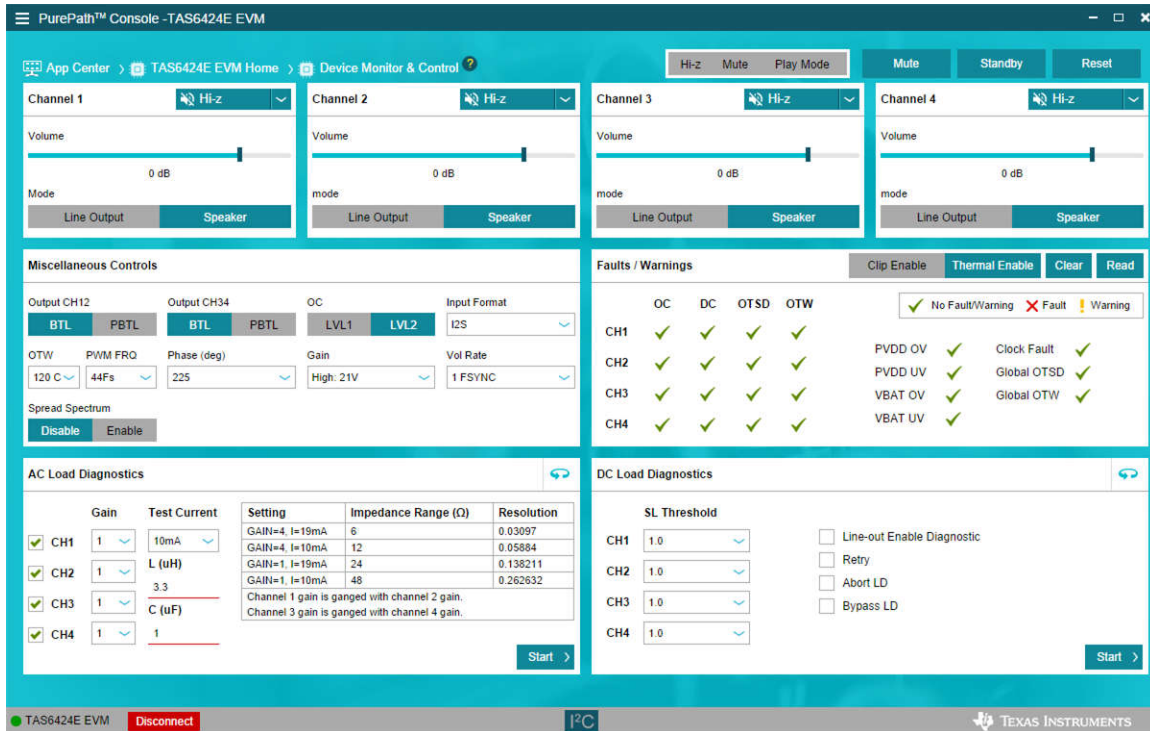 PurePath™ Console -TAS6424E EVM
App Center > TAS6424E EVM Home > Device Monitor & Control ?
Hi-z Mute Play Mode
Mute
Standby
Reset
Channel 1
Hi-z
Volume
0 dB
Mode
Line Output Speaker
Channel 2
Hi-z
Volume
0 dB
mode
Line Output Speaker
Channel 3
Hi-z
Volume
0 dB
mode
Line Output Speaker
Channel 4
Hi-z
Volume
0 dB
mode
Line Output Speaker
Miscellaneous Controls
Output CH12 Output CH34 OC Input Format
BTL PBTL BTL PBTL LVL1 LVL2 I2S
OTW PWM FRQ Phase (deg) Gain Vol Rate
120 C 44Fs 225 High: 21V 1 FSYNC
Spread Spectrum
Disable Enable
Faults / Warnings
Clip Enable Thermal Enable Clear Read
No Fault/Warning Fault Warning
OC DC OTSD OTW
CH1
CH2
CH3
CH4
PVDD OV Clock Fault
PVDD UV Global OTSD
VBAT OV Global OTW
VBAT UV
AC Load Diagnostics
Gain Test Current
CH1 1 10mA
L (uH)
CH2 1
3.3
CH3 1
C (uF)
CH4 1 1
Setting Impedance Range (Ω) Resolution
GAIN=4, I=19mA 6 0.03097
GAIN=4, I=10mA 12 0.05884
GAIN=1, I=19mA 24 0.138211
GAIN=1, I=10mA 48 0.262632
Channel 1 gain is ganged with channel 2 gain.
Channel 3 gain is ganged with channel 4 gain.
Start >
DC Load Diagnostics
SL Threshold
CH1 1.0
CH2 1.0
CH3 1.0
CH4 1.0
Line-out Enable Diagnostic
Retry
Abort LD
Bypass LD
Start >
TAS6424E EVM Disconnect
I²C
TEXAS INSTRUMENTS